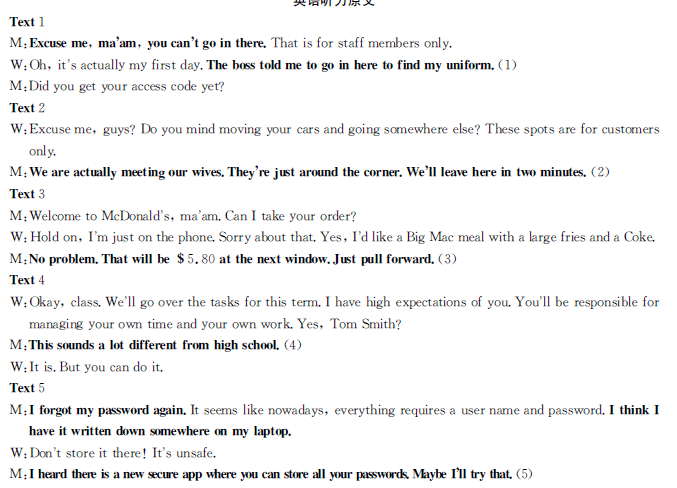 英语听力原文
Text 1
M:Excuse me, ma'am, you can't go in there. That is for staff members only.
W:Oh, it's actually my first day. The boss told me to go in here to find my uniform. (1)
M:Did you get your access code yet?
Text 2
W:Excuse me, guys? Do you mind moving your cars and going somewhere else? These spots are for customers
only.
M:We are actually meeting our wives. They're just around the corner. We'll leave here in two minutes. (2)
Text 3
M:Welcome to McDonald's, ma'am. Can I take your order?
W:Hold on, I'm just on the phone. Sorry about that. Yes, I'd like a Big Mac meal with a large fries and a Coke.
M:No problem. That will be $5.80 at the next window. Just pull forward. (3)
Text 4
W:Okay, class. We'll go over the tasks for this term. I have high expectations of you. You'll be responsible for
managing your own time and your own work. Yes, Tom Smith?
M:This sounds a lot different from high school. (4)
W:It is. But you can do it.
Text 5
M:I forgot my password again. It seems like nowadays, everything requires a user name and password. I think I
have it written down somewhere on my laptop.
W:Don't store it there! It's unsafe.
M:I heard there is a new secure app where you can store all your passwords. Maybe I'll try that. (5)